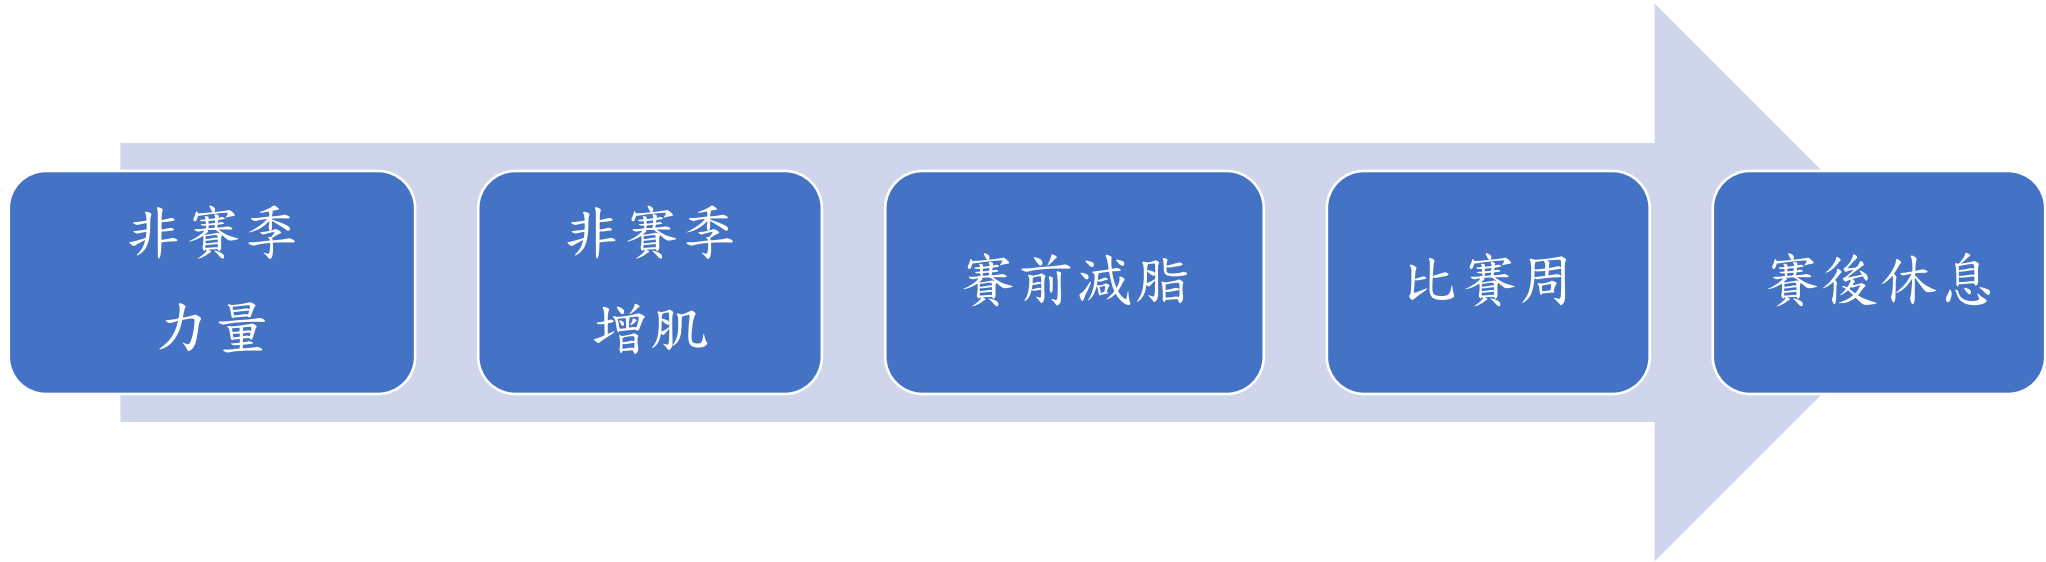 非賽季
力量
非賽季
增肌
賽前減脂
比賽周
賽後休息